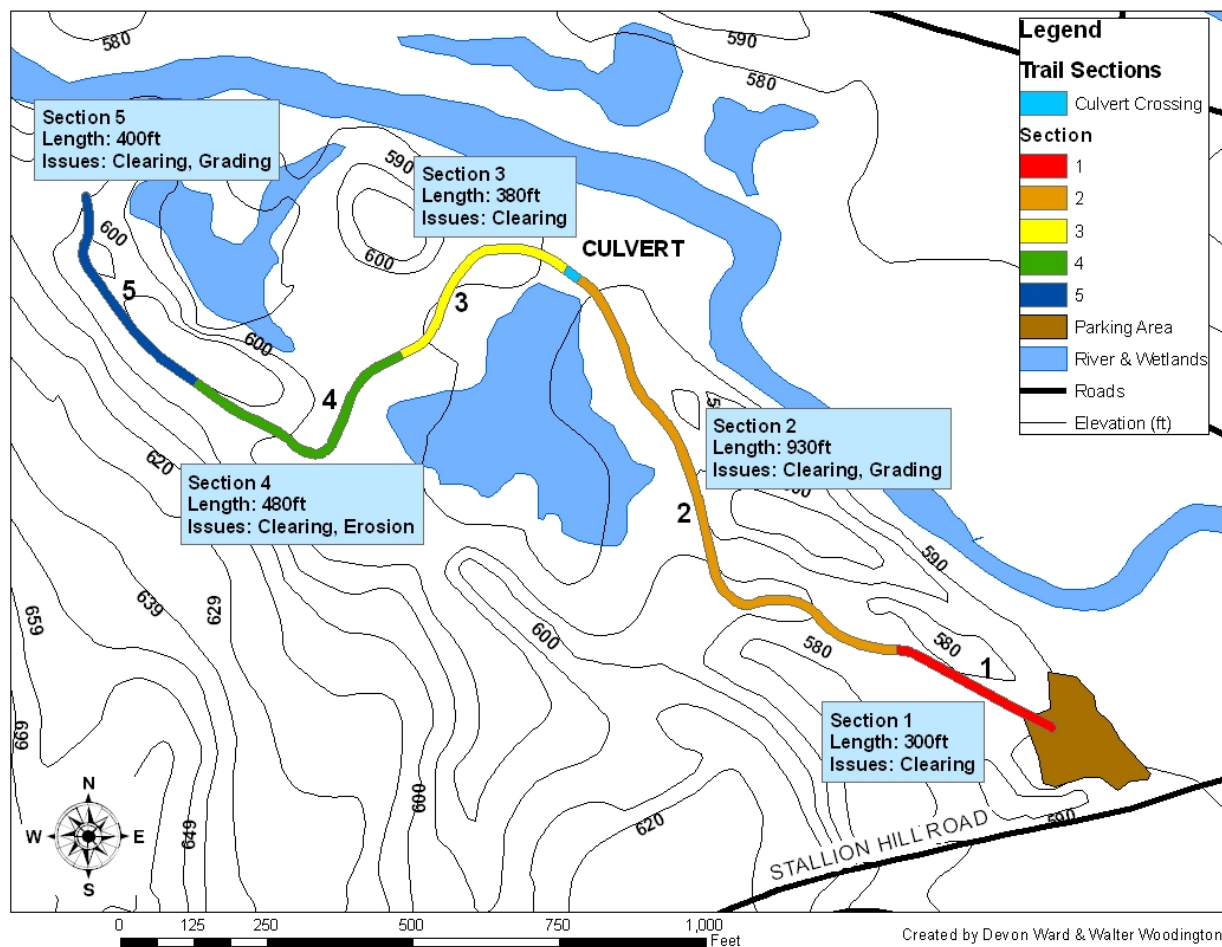 580
590
580
Legend
Trail Sections
Culvert Crossing
Section
1
2
3
4
5
Parking Area
River & Wetlands
Roads
Elevation (ft)
Section 5
Length: 400ft
Issues: Clearing, Grading
590
Section 3
Length: 380ft
Issues: Clearing
600
600
CULVERT
5
3
600
4
Section 2
Length: 930ft
Issues: Clearing, Grading
620
Section 4
Length: 480ft
Issues: Clearing, Erosion
2
590
659
639
629
600
580
580
1
669
Section 1
Length: 300ft
Issues: Clearing
N
W
E
S
649
600
620
590
STALLION HILL ROAD
0
125
250
500
750
1,000
Feet
Created by Devon Ward & Walter Woodington